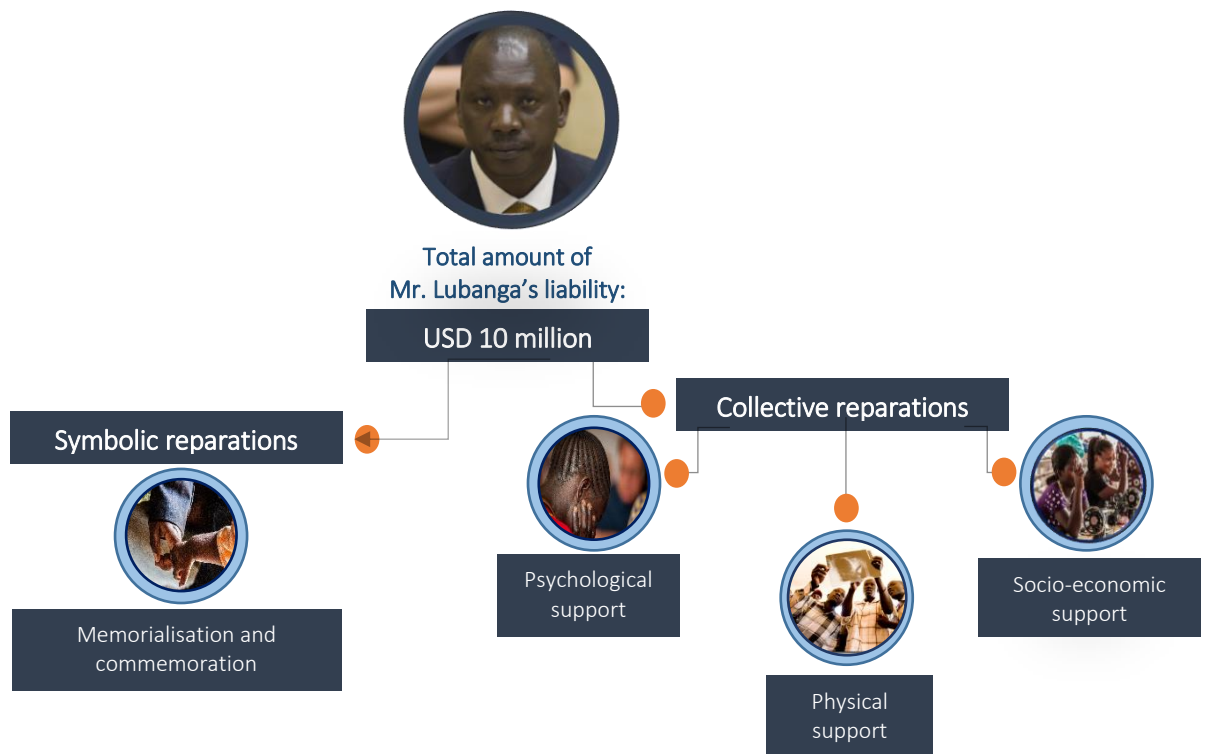 Total amount of
Mr. Lubanga’s liability:
USD 10 million
Symbolic reparations
Memorialisation and
commemoration
Collective reparations
Psychological
support
Physical
support
Socio-economic
support